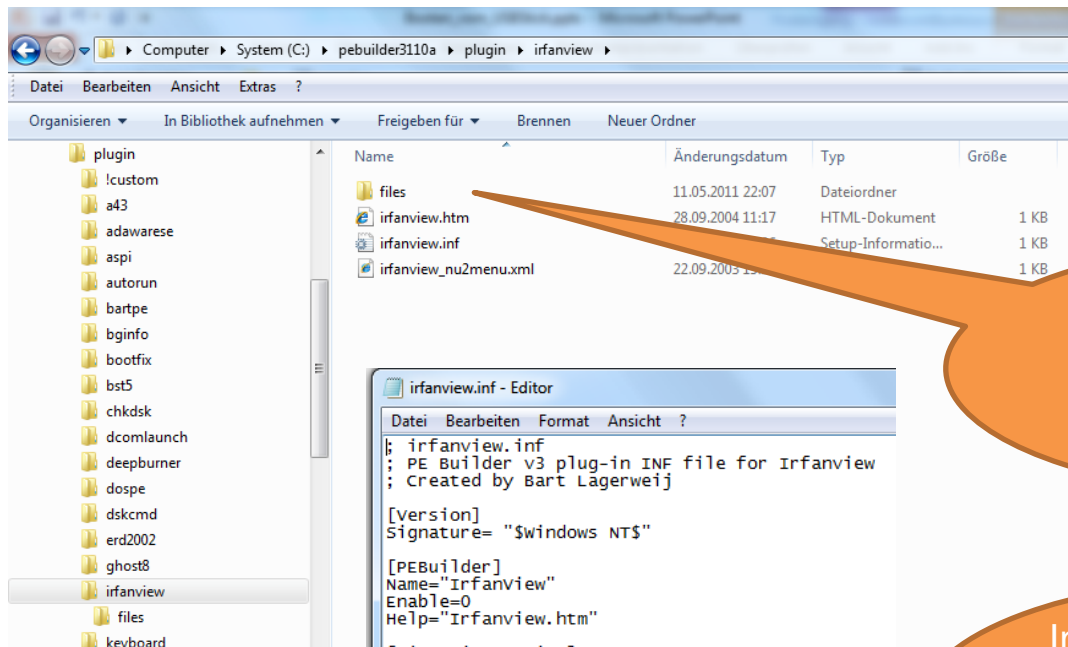 Computer System (C:) pebuilder3110a plugin irfanview
Datei Bearbeiten Ansicht Extras ?
Organisieren In Bibliothek aufnehmen Freigeben für Brennen Neuer Ordner
plugin
!custom
a43
adawarese
aspi
autorun
bartpe
bginfo
bootfix
bst5
chkdsk
dcomlaunch
deepburner
dospe
dskcmd
erd2002
ghost8
irfanview
files
keyboard
Name Änderungsdatum Typ Größe
files 11.05.2011 22:07 Dateiordner
irfanview.htm 28.09.2004 11:17 HTML-Dokument 1 KB
irfanview.inf Setup-Informatio... 1 KB
irfanview_nu2menu.xml 22.09.2003 1 KB
irfanview.inf - Editor
Datei Bearbeiten Format Ansicht ?
; irfanview.inf
; PE Builder v3 plug-in INF file for Irfanview
; Created by Bart Lagerweij
[Version]
Signature= "$Windows NT$"
[PEBuilder]
Name="IrfanView"
Enable=0
Help="Irfanview.htm"